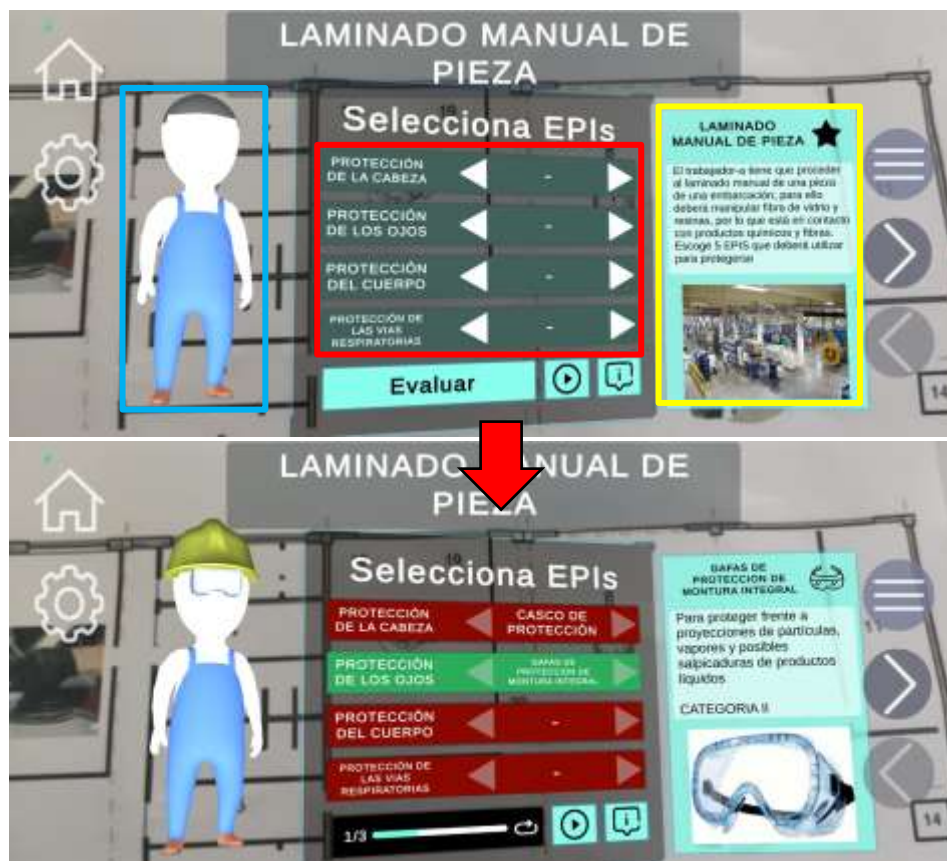 LAMINADO MANUAL DE
PIEZA
Selecciona EPIs
PROTECCIÓN
DE LA CABEZA
-
PROTECCIÓN
DE LOS OJOS
-
PROTECCIÓN
DEL CUERPO
-
PROTECCIÓN DE
LAS VIAS
RESPIRATORIAS
-
Evaluar
LAMINADO
MANUAL DE PIEZA
El trabajador-a tiene que proceder
al laminado manual de una pieza
de una embarcación, para ello
deberá manipular fibra de vidrio y
resinas, por lo que está en contacto
con productos químicos y fibras.
Escoge 5 EPIS que deberá utilizar
para protegerse
19
14
LAMINADO MANUAL DE
PIEZA
Selecciona EPIs
PROTECCIÓN
DE LA CABEZA
CASCO DE
PROTECCIÓN
PROTECCIÓN
DE LOS OJOS
GAFAS DE
PROTECCION DE
MONTURA INTEGRAL
PROTECCIÓN
DEL CUERPO
-
PROTECCIÓN DE
LAS VIAS
RESPIRATORIAS
-
1/3
GAFAS DE
PROTECCION DE
MONTURA INTEGRAL
Para proteger frente a
proyecciones de partículas,
vapores y posibles
salpicaduras de productos
líquidos
CATEGORIA II
14